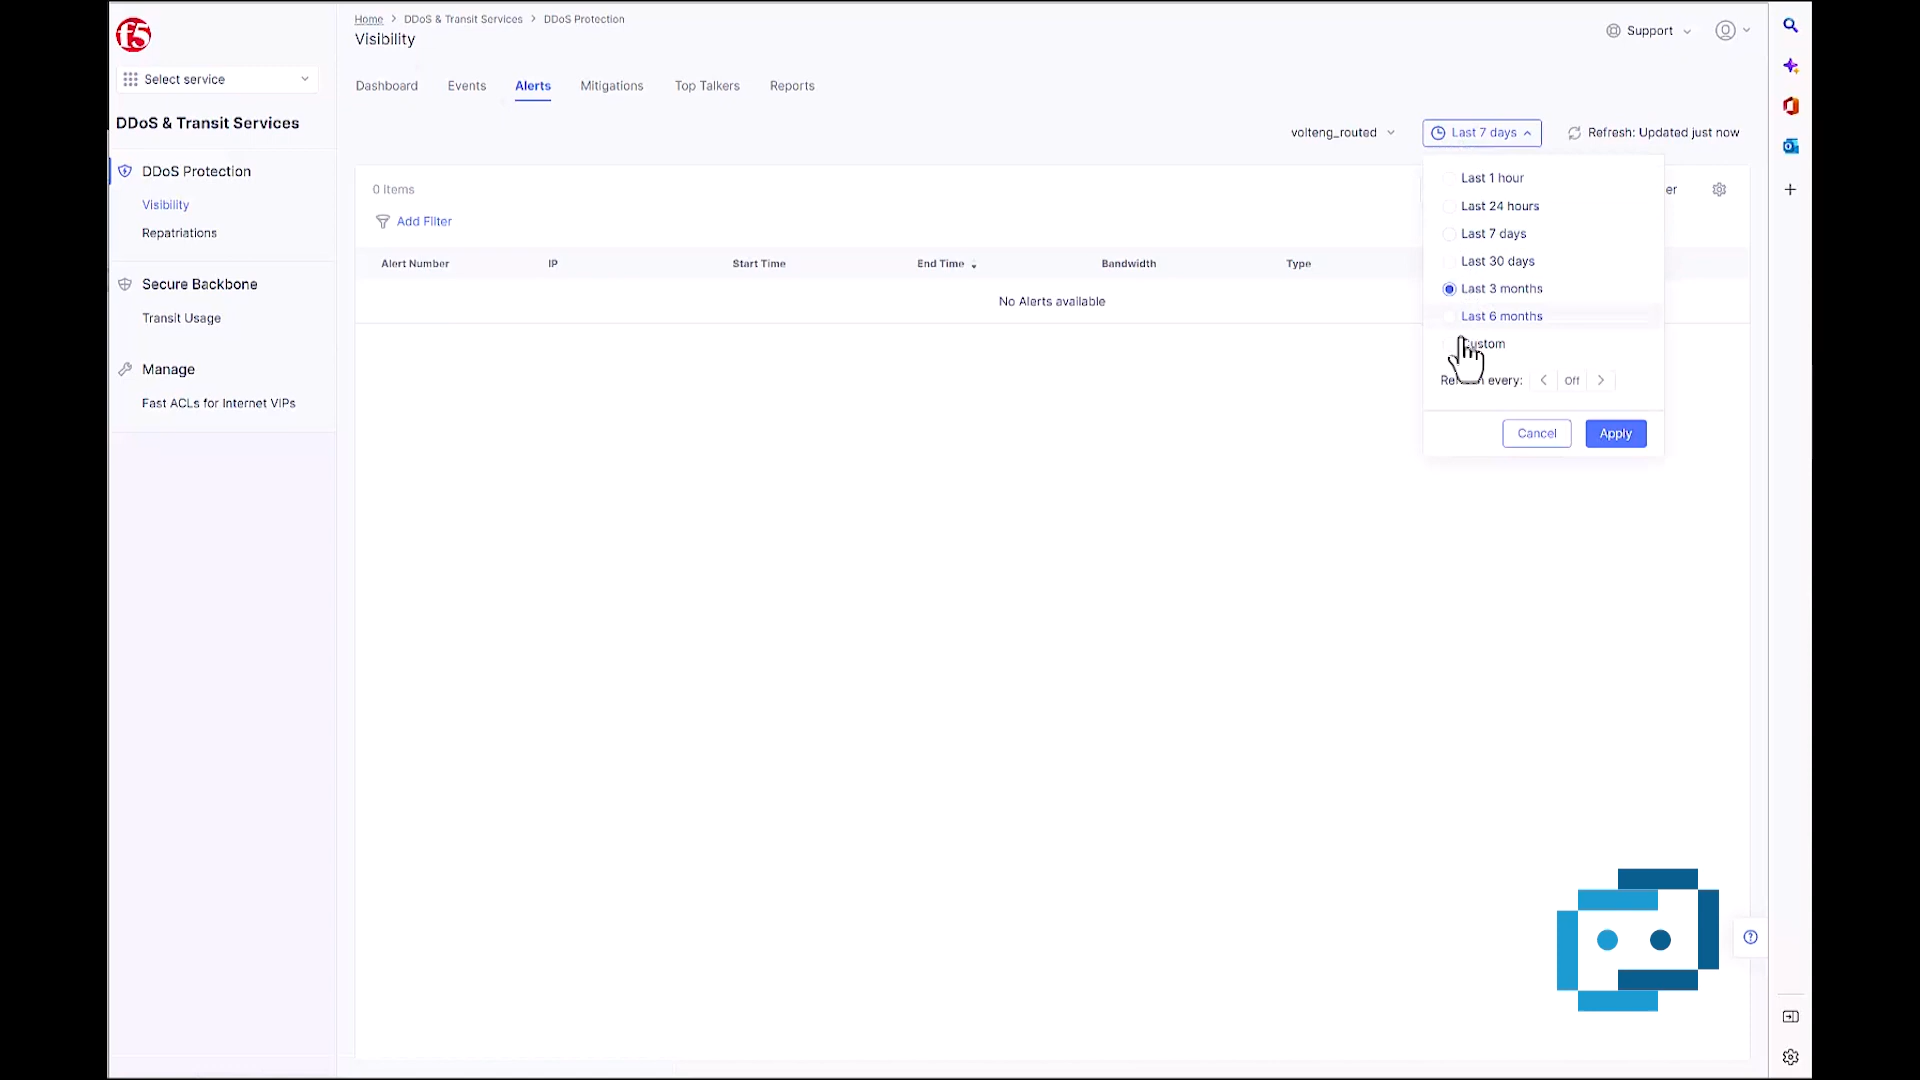 f5
Home > DDoS & Transit Services > DDoS Protection
Visibility
Support
Select service
Dashboard Events Alerts Mitigations Top Talkers Reports
DDoS & Transit Services
volteng_routed Last 7 days Refresh: Updated just now
DDoS Protection
Visibility
Repatriations
Secure Backbone
Transit Usage
Manage
Fast ACLs for Internet VIPs
0 Items
Add Filter
Alert Number IP Start Time End Time Bandwidth Type
No Alerts available
Last 1 hour
Last 24 hours
Last 7 days
Last 30 days
Last 3 months
Last 6 months
every: Off
Cancel Apply